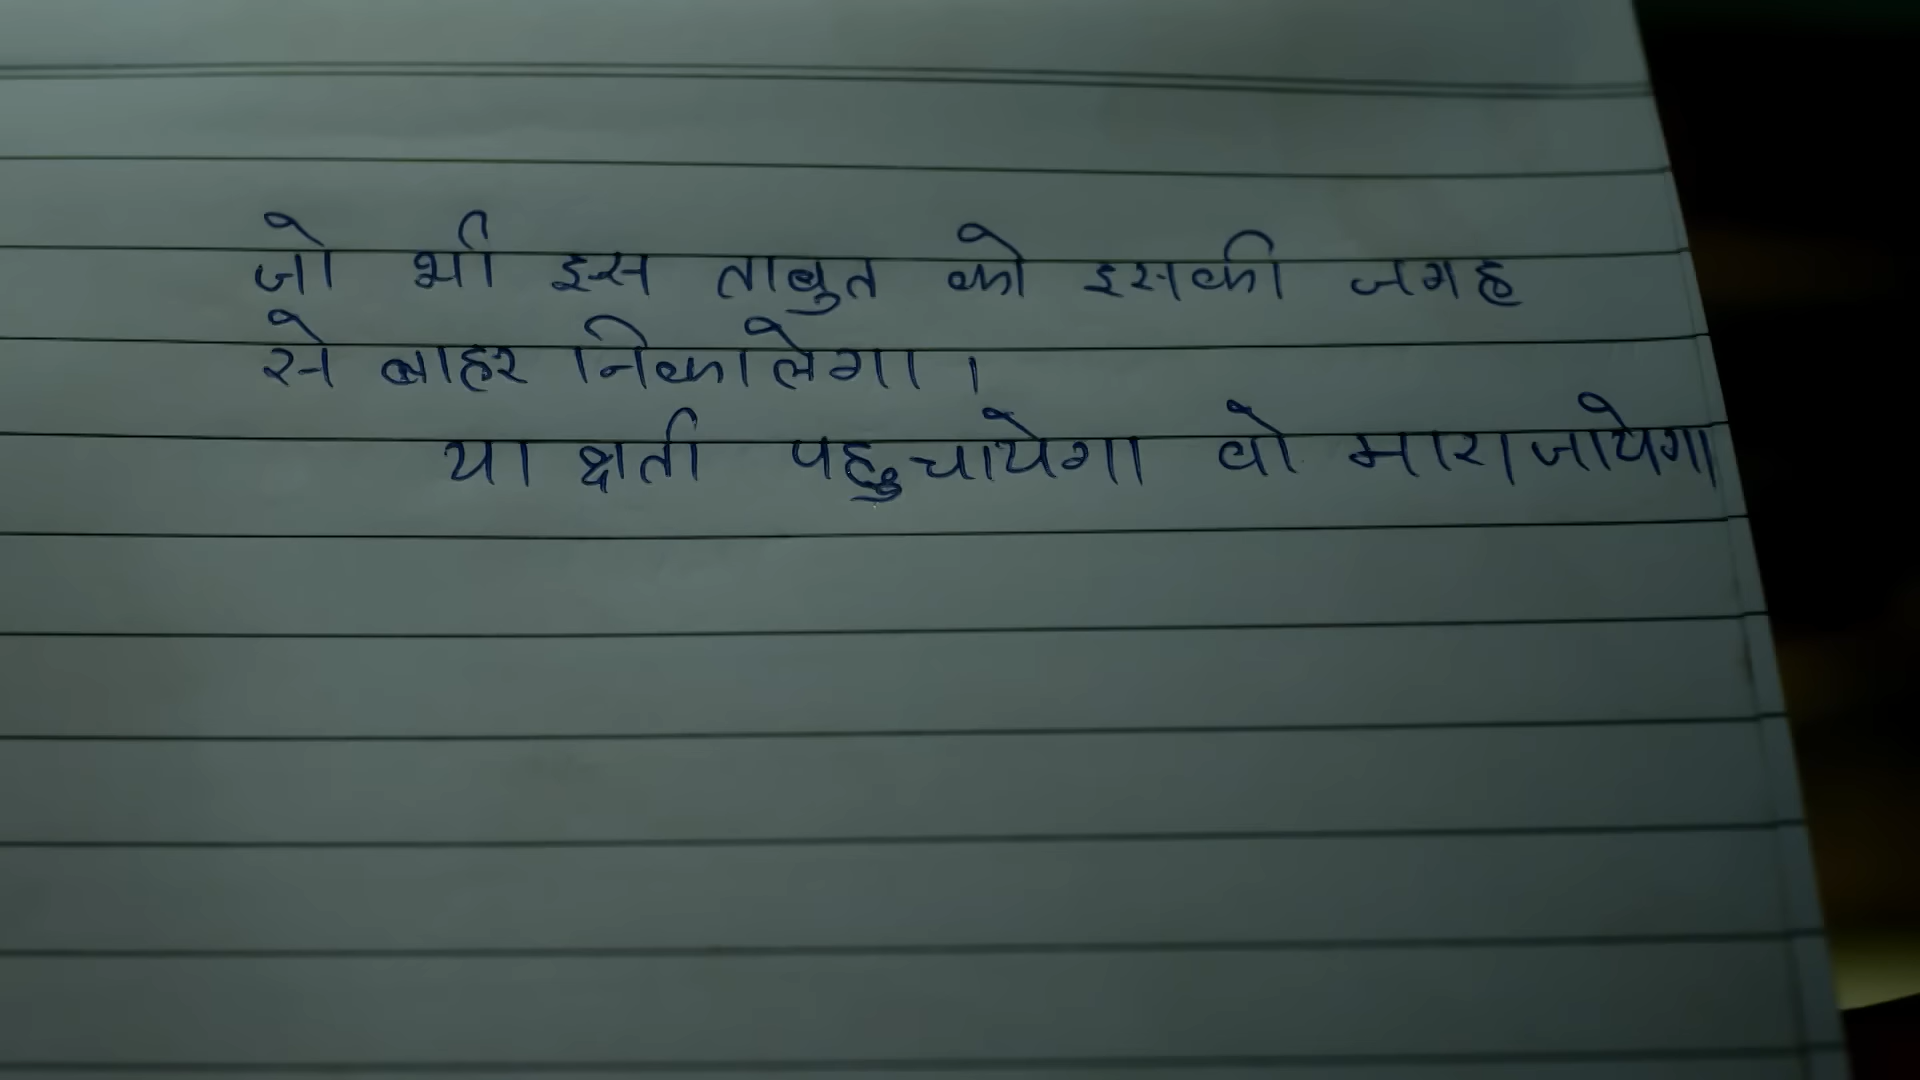 जो भी इस ताबुत को इसकी जगह
से बाहर निकालेगा ।
या क्षती पहुचायेगा वो मारा जायेगा